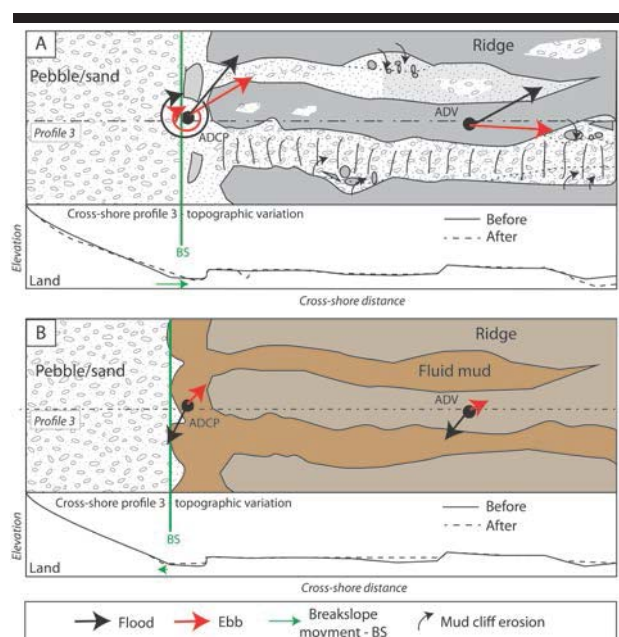 A
Ridge
Pebble/sand
ADCP
ADV
Profile 3
Cross-shore profile 3 - topographic variation
Before
After
BS
Elevation
Land
Cross-shore distance
B
Ridge
Pebble/sand
Fluid mud
ADCP
ADV
Profile 3
Cross-shore profile 3 - topographic variation
Before
After
BS
Elevation
Land
Cross-shore distance
Flood
Ebb
Breakslope
movment - BS
Mud cliff erosion